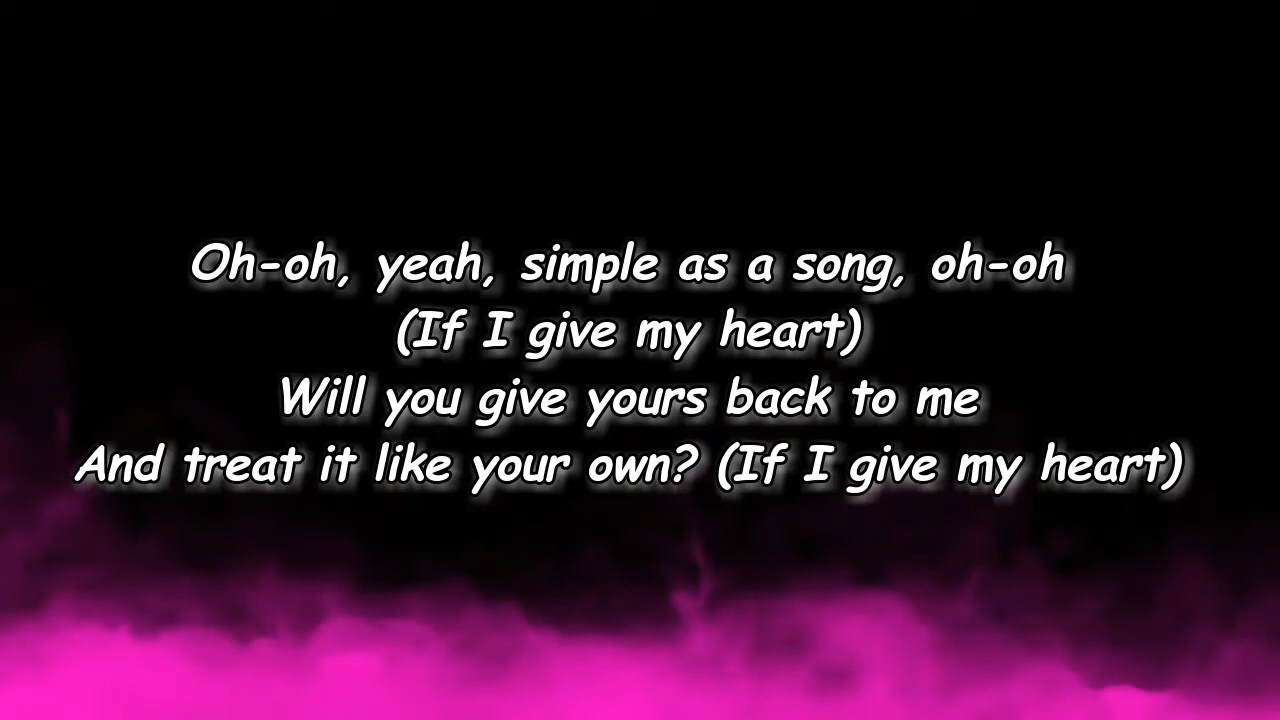 Oh-oh, yeah, simple as a song, oh-oh
(If I give my heart)
Will you give yours back to me
And treat it like your own? (If I give my heart)